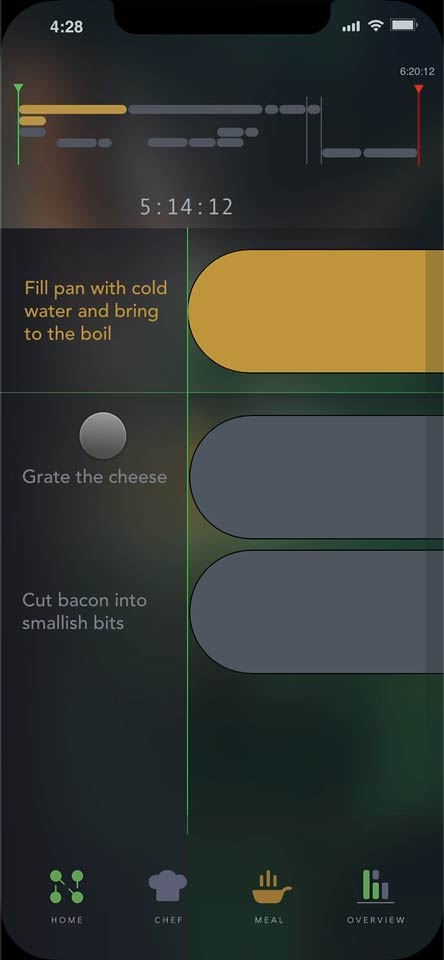 4:28
6:20:12
5:14:12
Fill pan with cold
water and bring
to the boil
Grate the cheese
Cut bacon into
smallish bits
HOME CHEF MEAL OVERVIEW